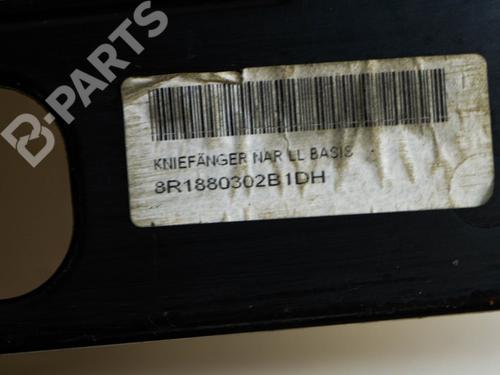 B-PARTS
KNIEFÄNGER NAR LL BASIS
8R1880302B1DH